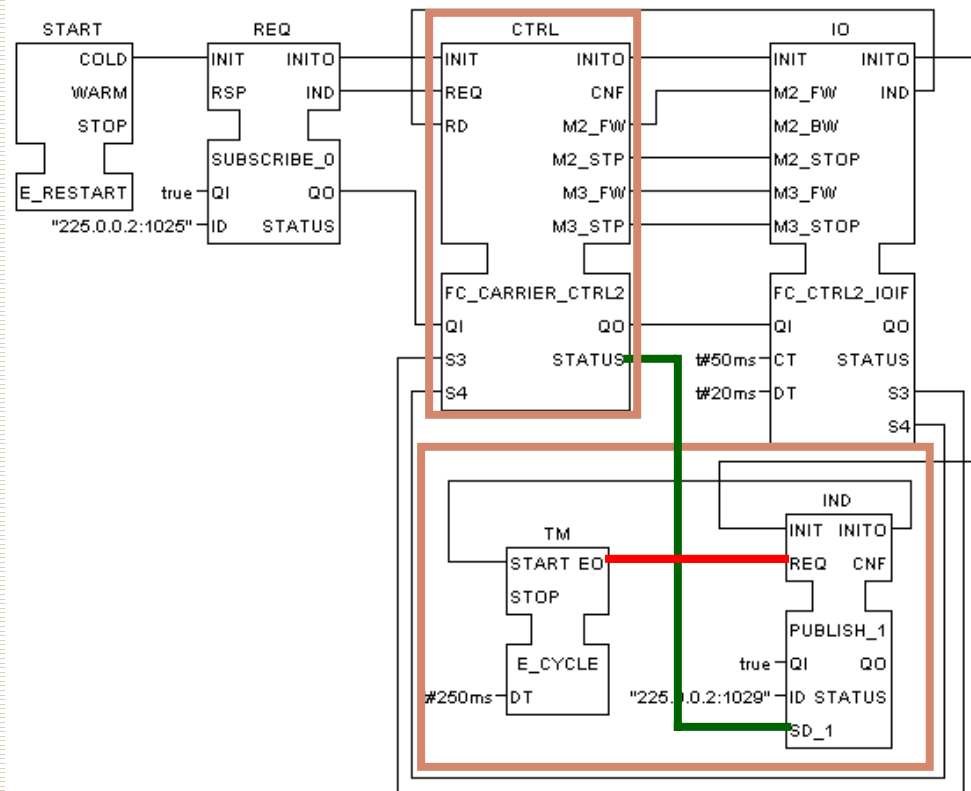 START
COLD
WARM
STOP
E_RESTART
REQ
INIT INITO
RSP IND
SUBSCRIBE_0
true QI QO
"225.0.0.2:1025" ID STATUS
CTRL
INIT INITO
REQ CNF
RD M2_FW
M2_STP
M3_FW
M3_STP
FC_CARRIER_CTRL2
QI QO
S3 STATUS
S4
IO
INIT INITO
M2_FW IND
M2_BW
M2_STOP
M3_FW
M3_STOP
FC_CTRL2_IOIF
QI QO
t#50ms CT STATUS
t#20ms DT S3
S4
TM
START EO
STOP
E_CYCLE
#250ms DT
IND
INIT INITO
REQ CNF
PUBLISH_1
true QI QO
ID STATUS
SD_1